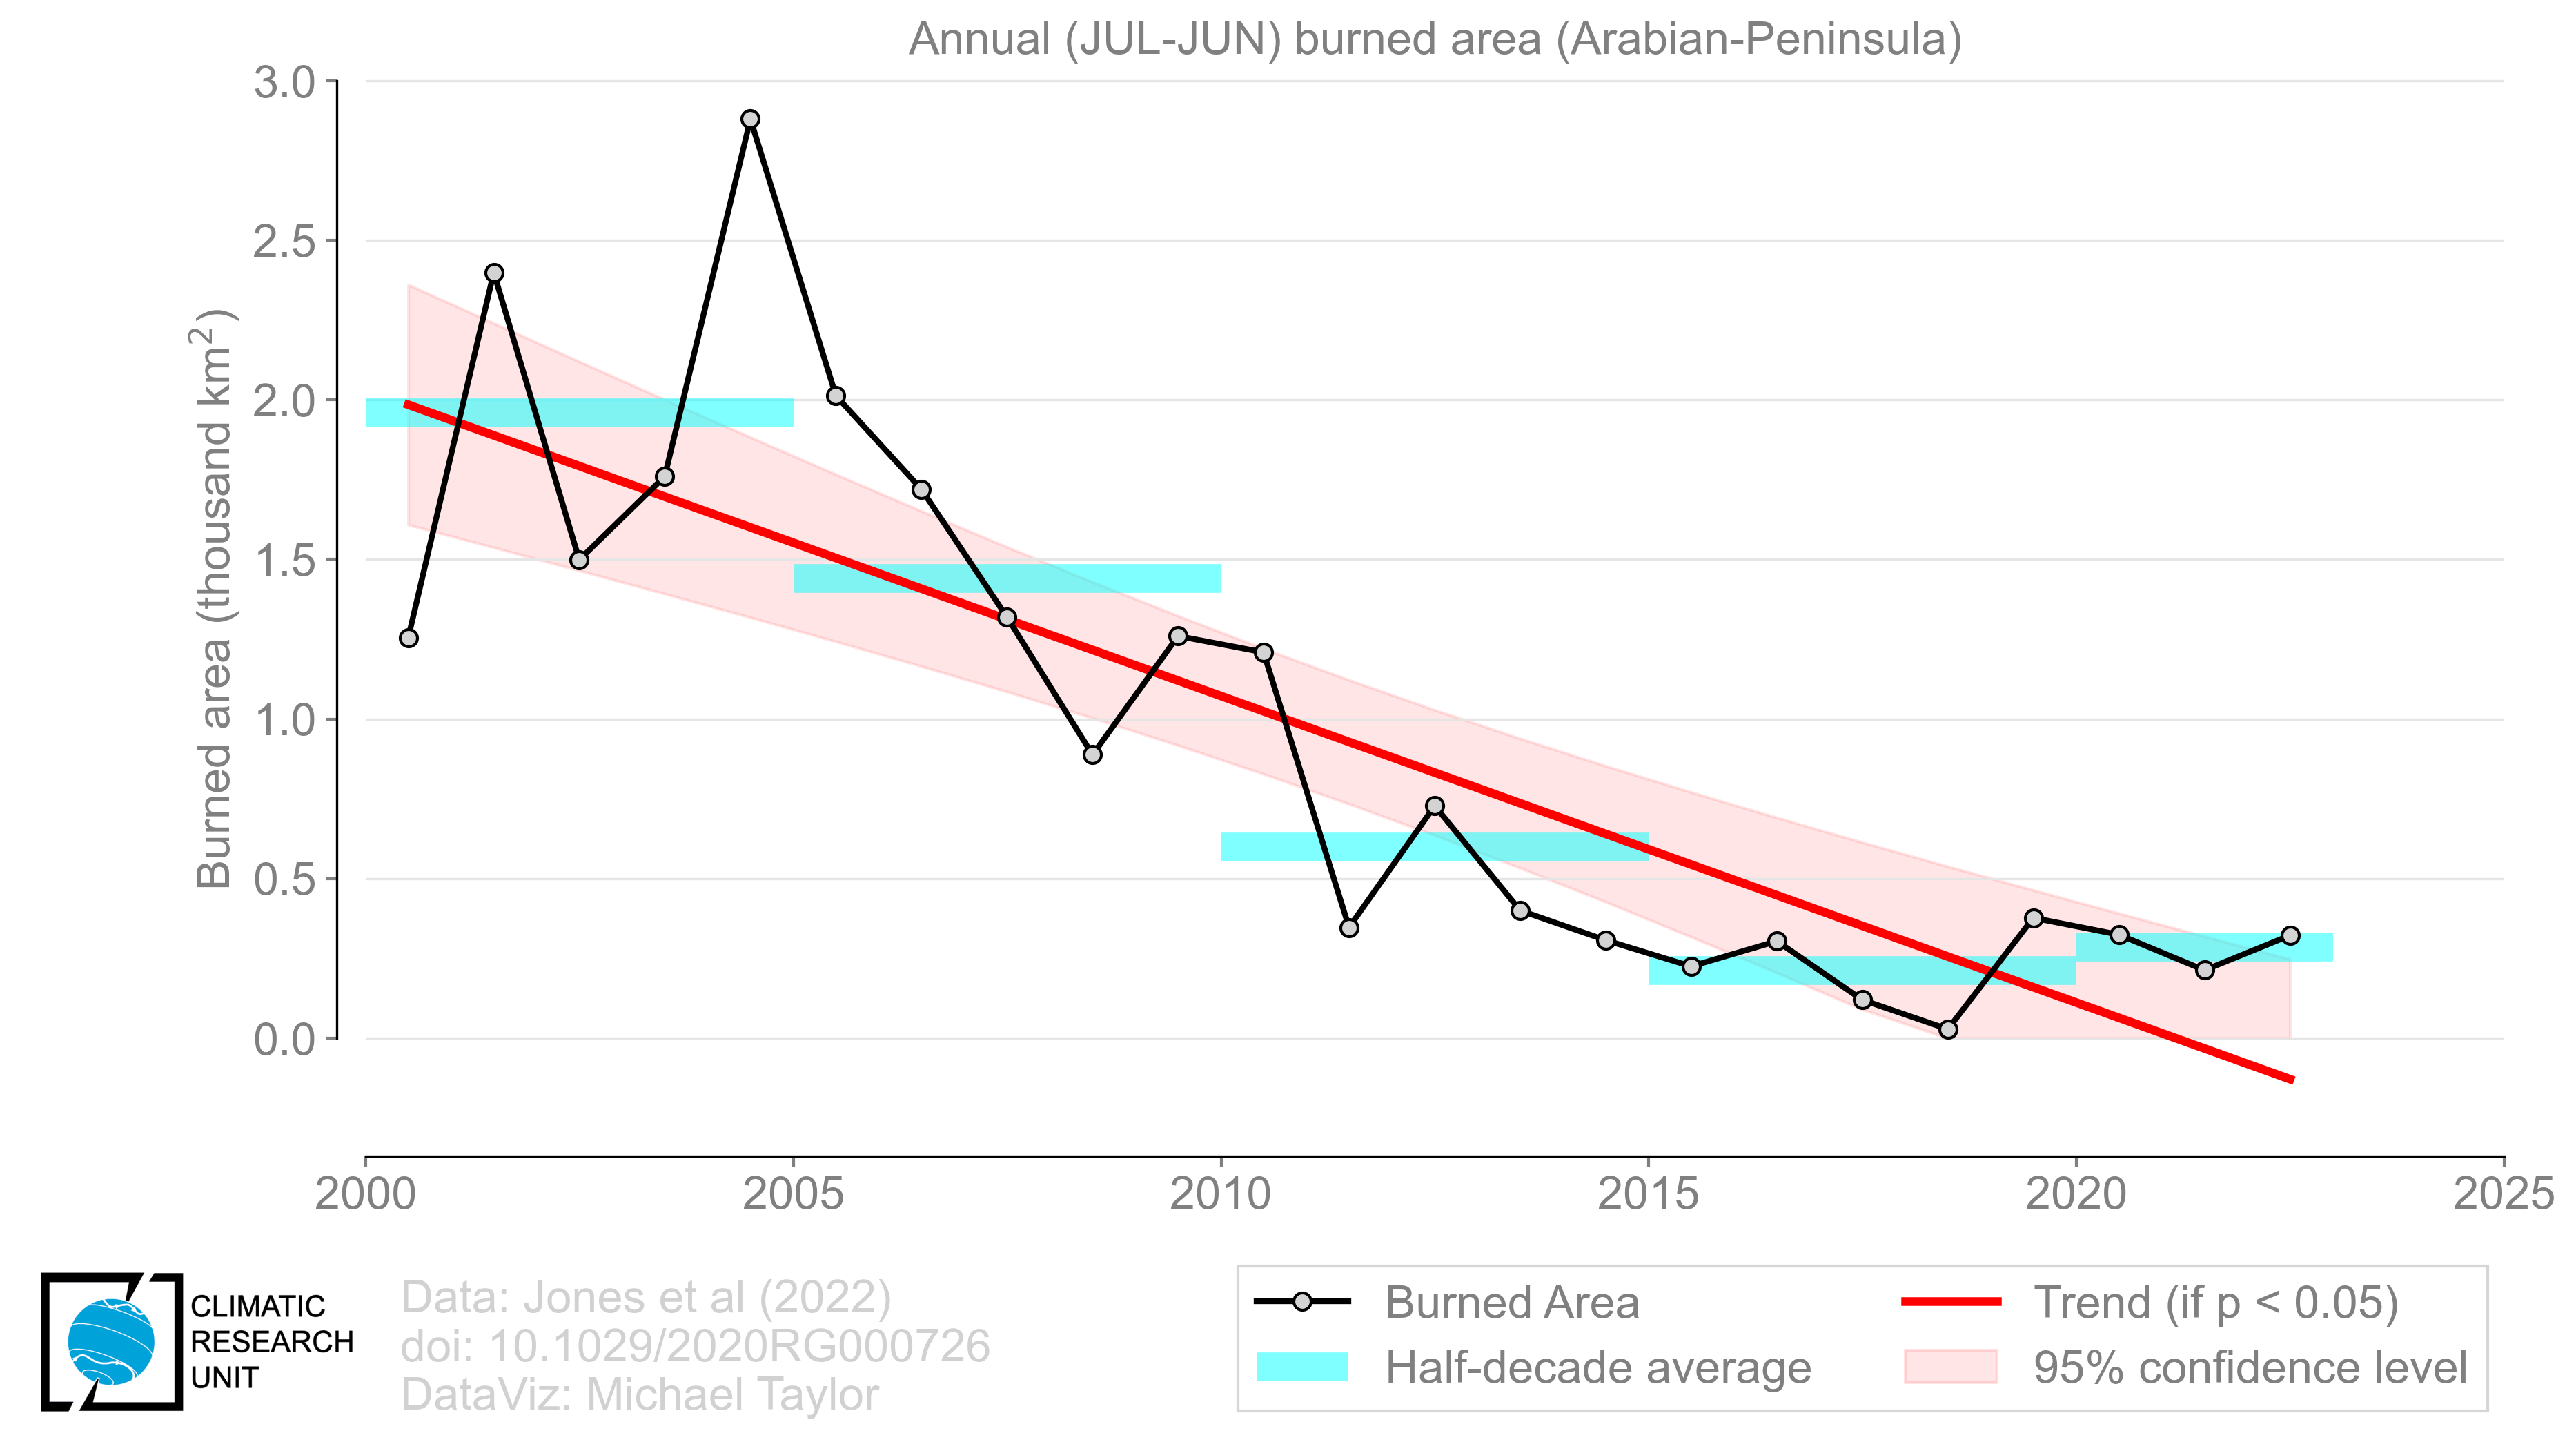 Annual (JUL-JUN) burned area (Arabian-Peninsula)
Burned area (thousand km²)
3.0
2.5
2.0
1.5
1.0
0.5
0.0
2000 2005 2010 2015 2020 2025
CLIMATIC
RESEARCH
UNIT
Data: Jones et al (2022)
doi: 10.1029/2020RG000726
DataViz: Michael Taylor
Burned Area
Half-decade average
Trend (if p < 0.05)
95% confidence level